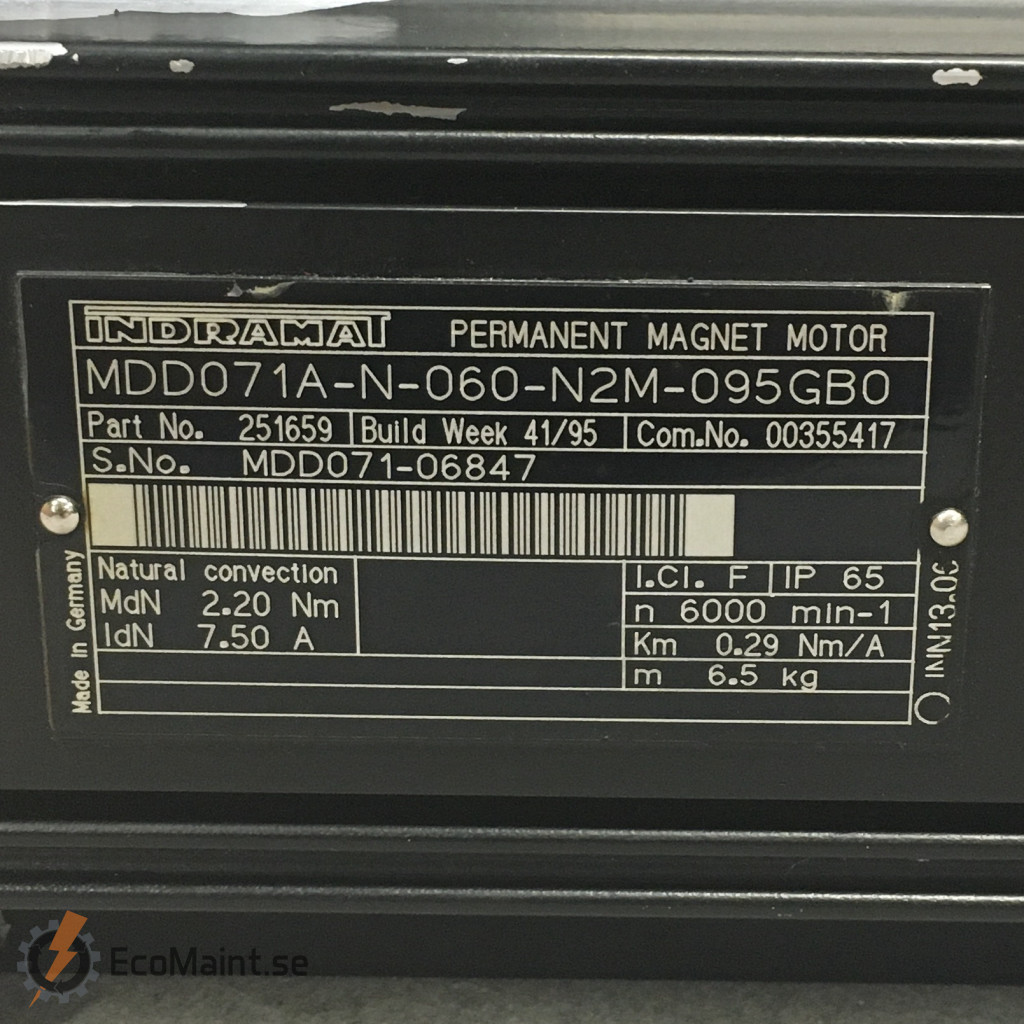 INDRAMAT PERMANENT MAGNET MOTOR
MDD071A-N-060-N2M-095GB0
Part No. 251659 Build Week 41/95 Com.No. 00355417
S.No. MDD071-06847
Natural convection
MdN 2.20 Nm
IdN 7.50 A
I.Cl. F IP 65
n 6000 min-1
Km 0.29 Nm/A
m 6.5 kg
Made in Germany
EcoMaint.se